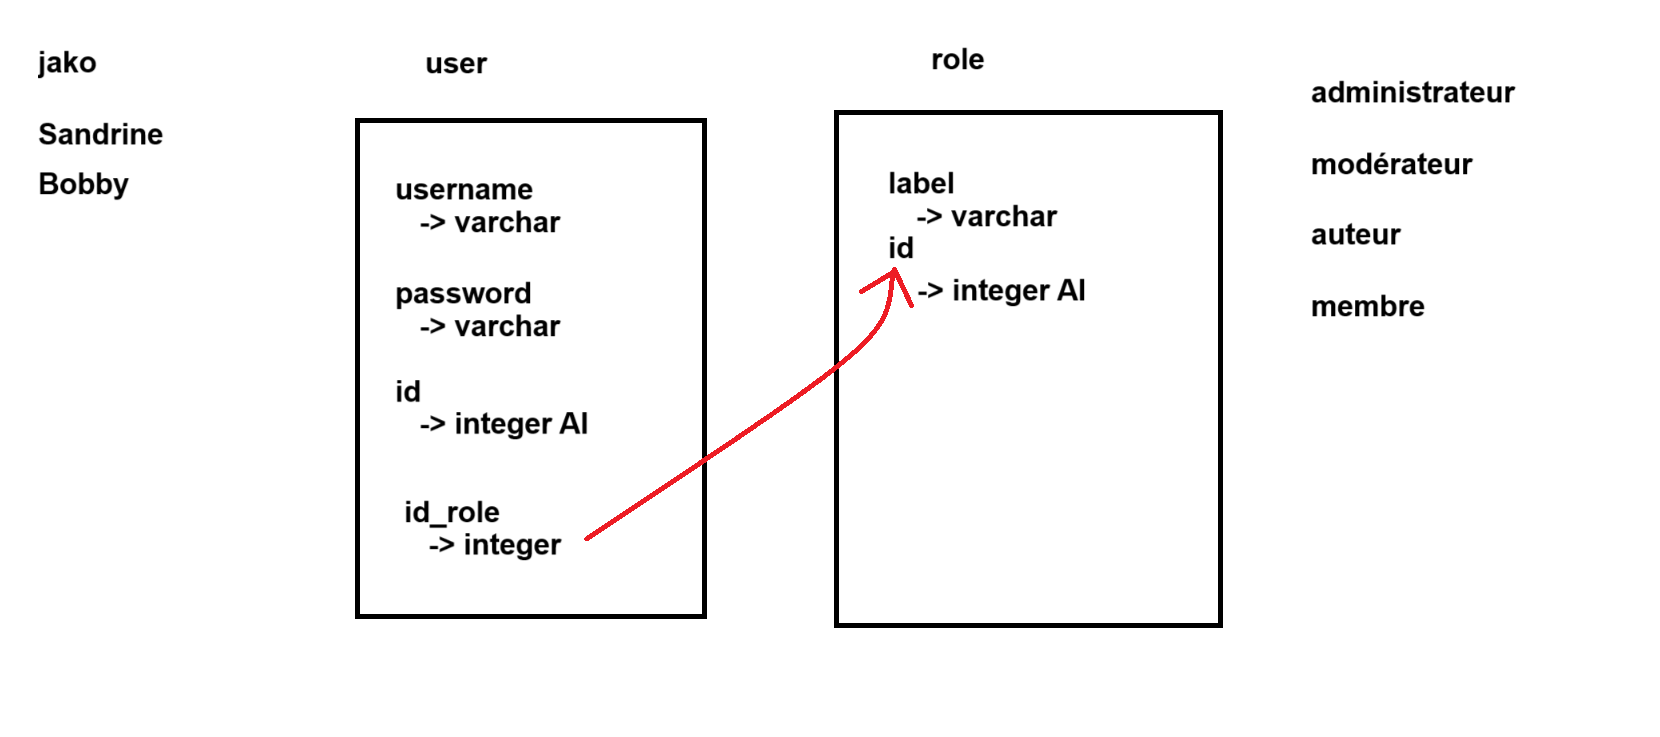 jako
Sandrine
Bobby
user
username
-> varchar
password
-> varchar
id
-> integer AI
id_role
-> integer
role
label
-> varchar
id
-> integer AI
administrateur
modérateur
auteur
membre